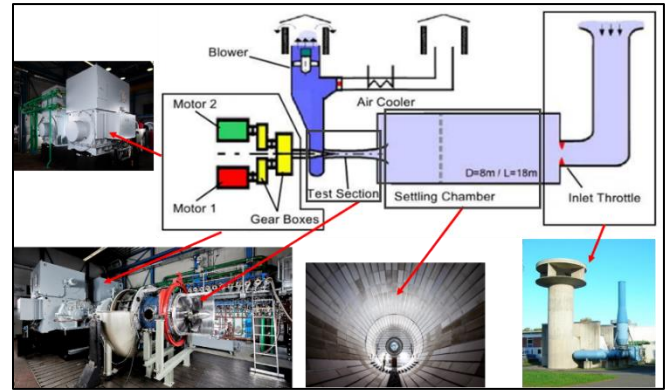 Blower
Motor 2
Air Cooler
D=8m / L=18m
Test Section
Settling Chamber
Inlet Throttle
Motor 1
Gear Boxes